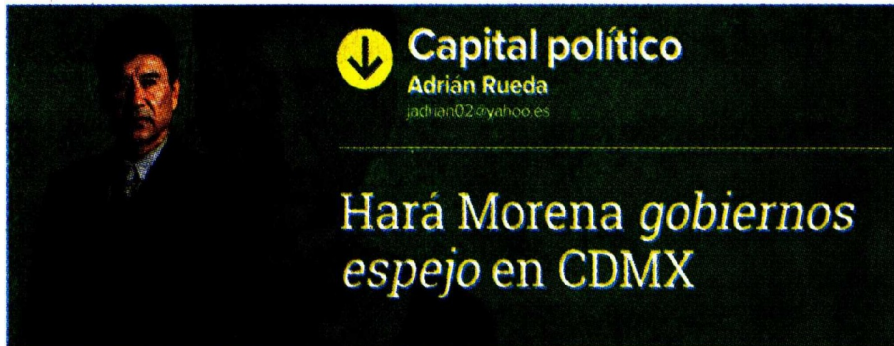 Capital político
Adrián Rueda
jadrian02@yahoo.es
Hará Morena gobiernos
espejo en CDMX